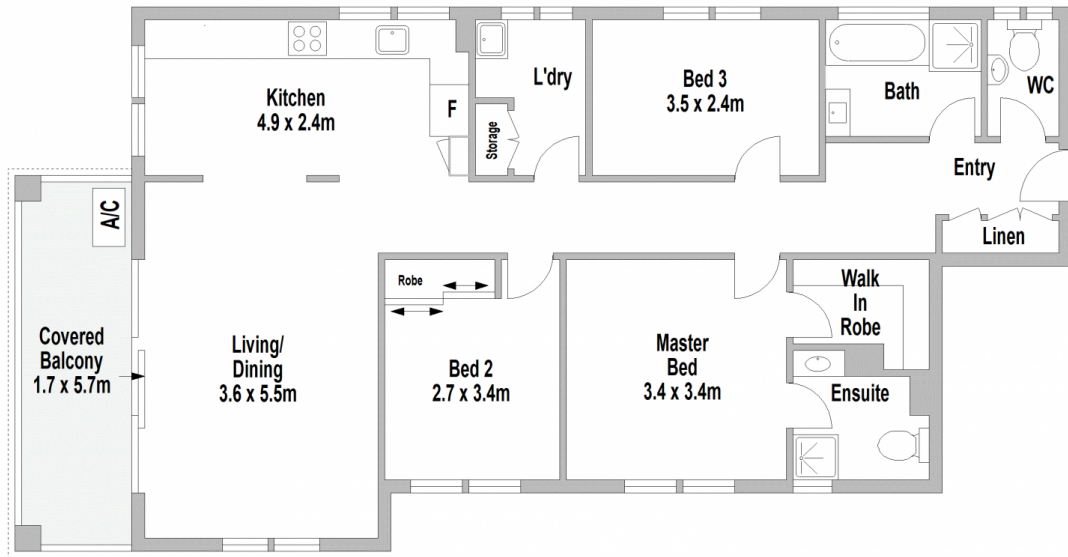 Kitchen
4.9 x 2.4m
F
Storage
L'dry
Bed 3
3.5 x 2.4m
Bath
WC
Entry
Linen
A/C
Covered
Balcony
1.7 x 5.7m
Living/
Dining
3.6 x 5.5m
Robe
Bed 2
2.7 x 3.4m
Master
Bed
3.4 x 3.4m
Walk
In
Robe
Ensuite